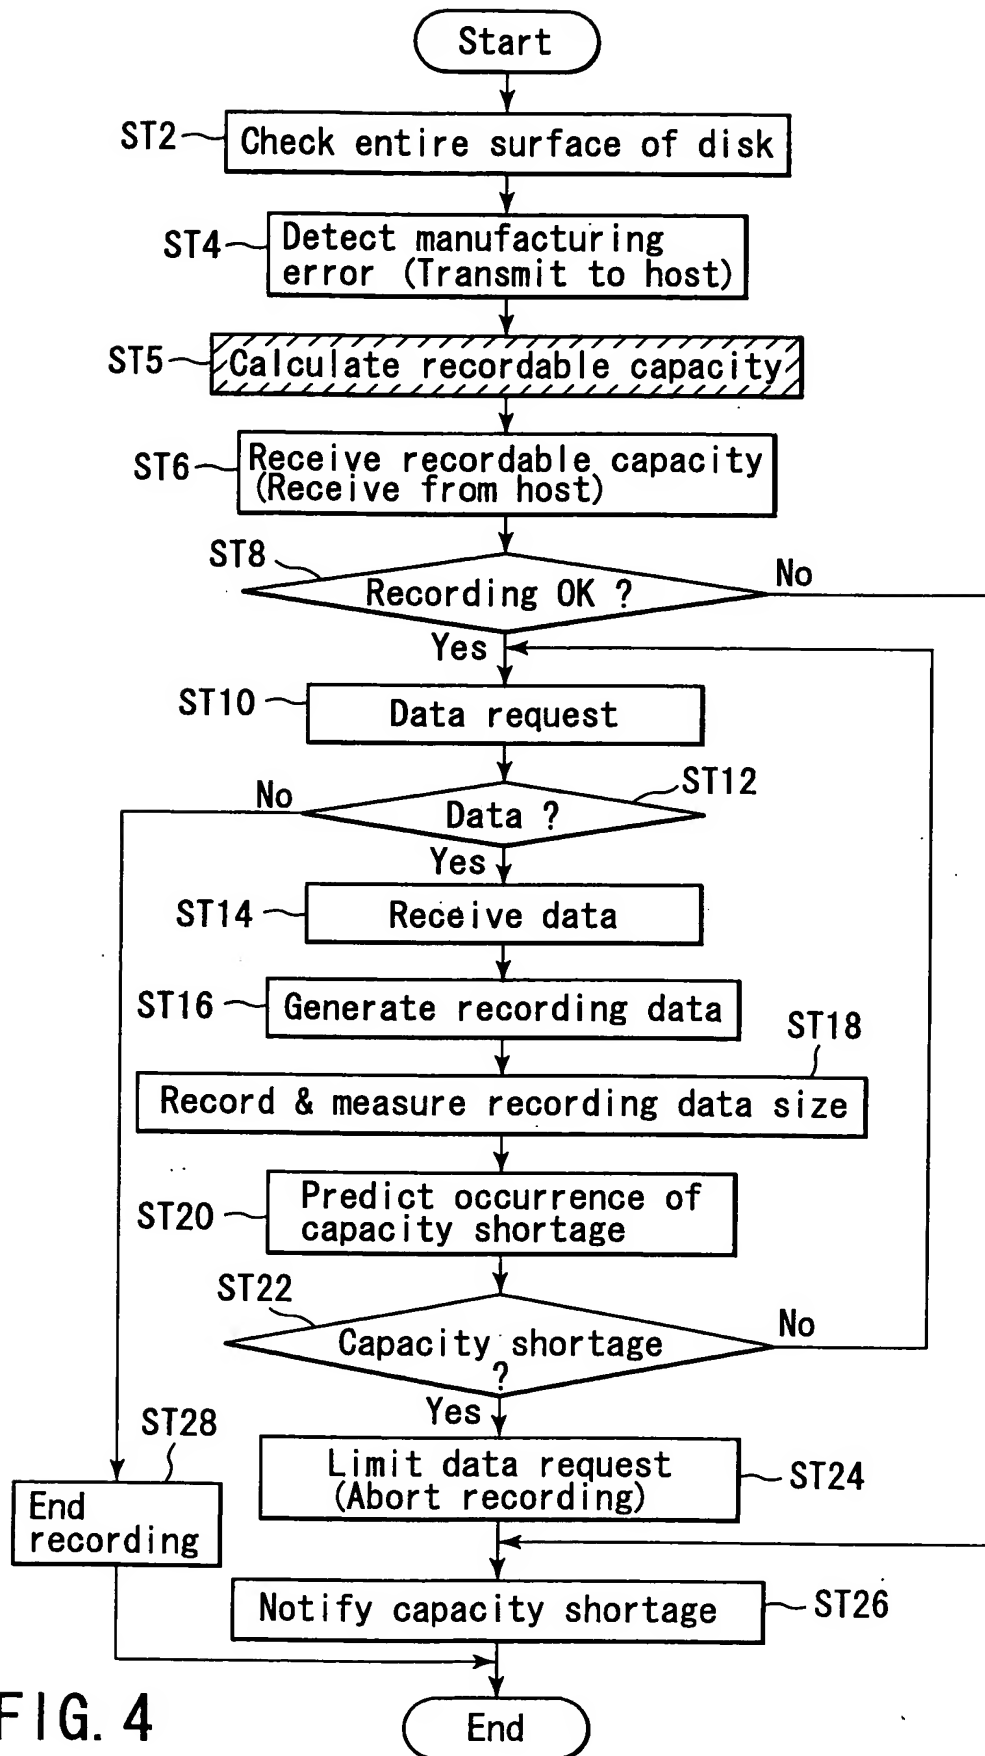 Start
ST2
Check entire surface of disk
ST4
Detect manufacturing
error (Transmit to host)
ST5
Calculate recordable capacity
ST6
Receive recordable capacity
(Receive from host)
ST8
Recording OK ?
No
Yes
ST10
Data request
ST12
No
Data ?
Yes
ST14
Receive data
ST16
Generate recording data
ST18
Record & measure recording data size
ST20
Predict occurrence of
capacity shortage
ST22
Capacity shortage
?
No
Yes
ST28
End
recording
Limit data request
(Abort recording)
ST24
Notify capacity shortage
ST26
End
FIG. 4